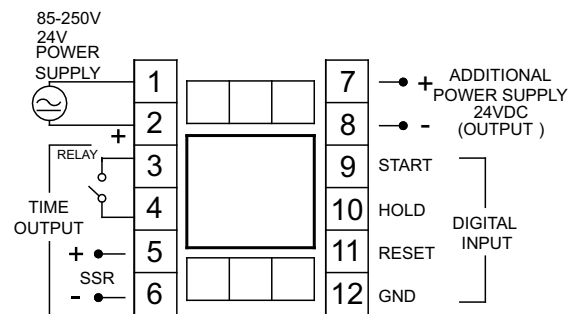 85-250V
24V
POWER
SUPPLY
1
2
+
RELAY
3
4
TIME
OUTPUT
+
5
SSR
-
6
7
+
ADDITIONAL
POWER SUPPLY
24VDC
(OUTPUT )
8
-
9
START
10
HOLD
DIGITAL
INPUT
11
RESET
12
GND